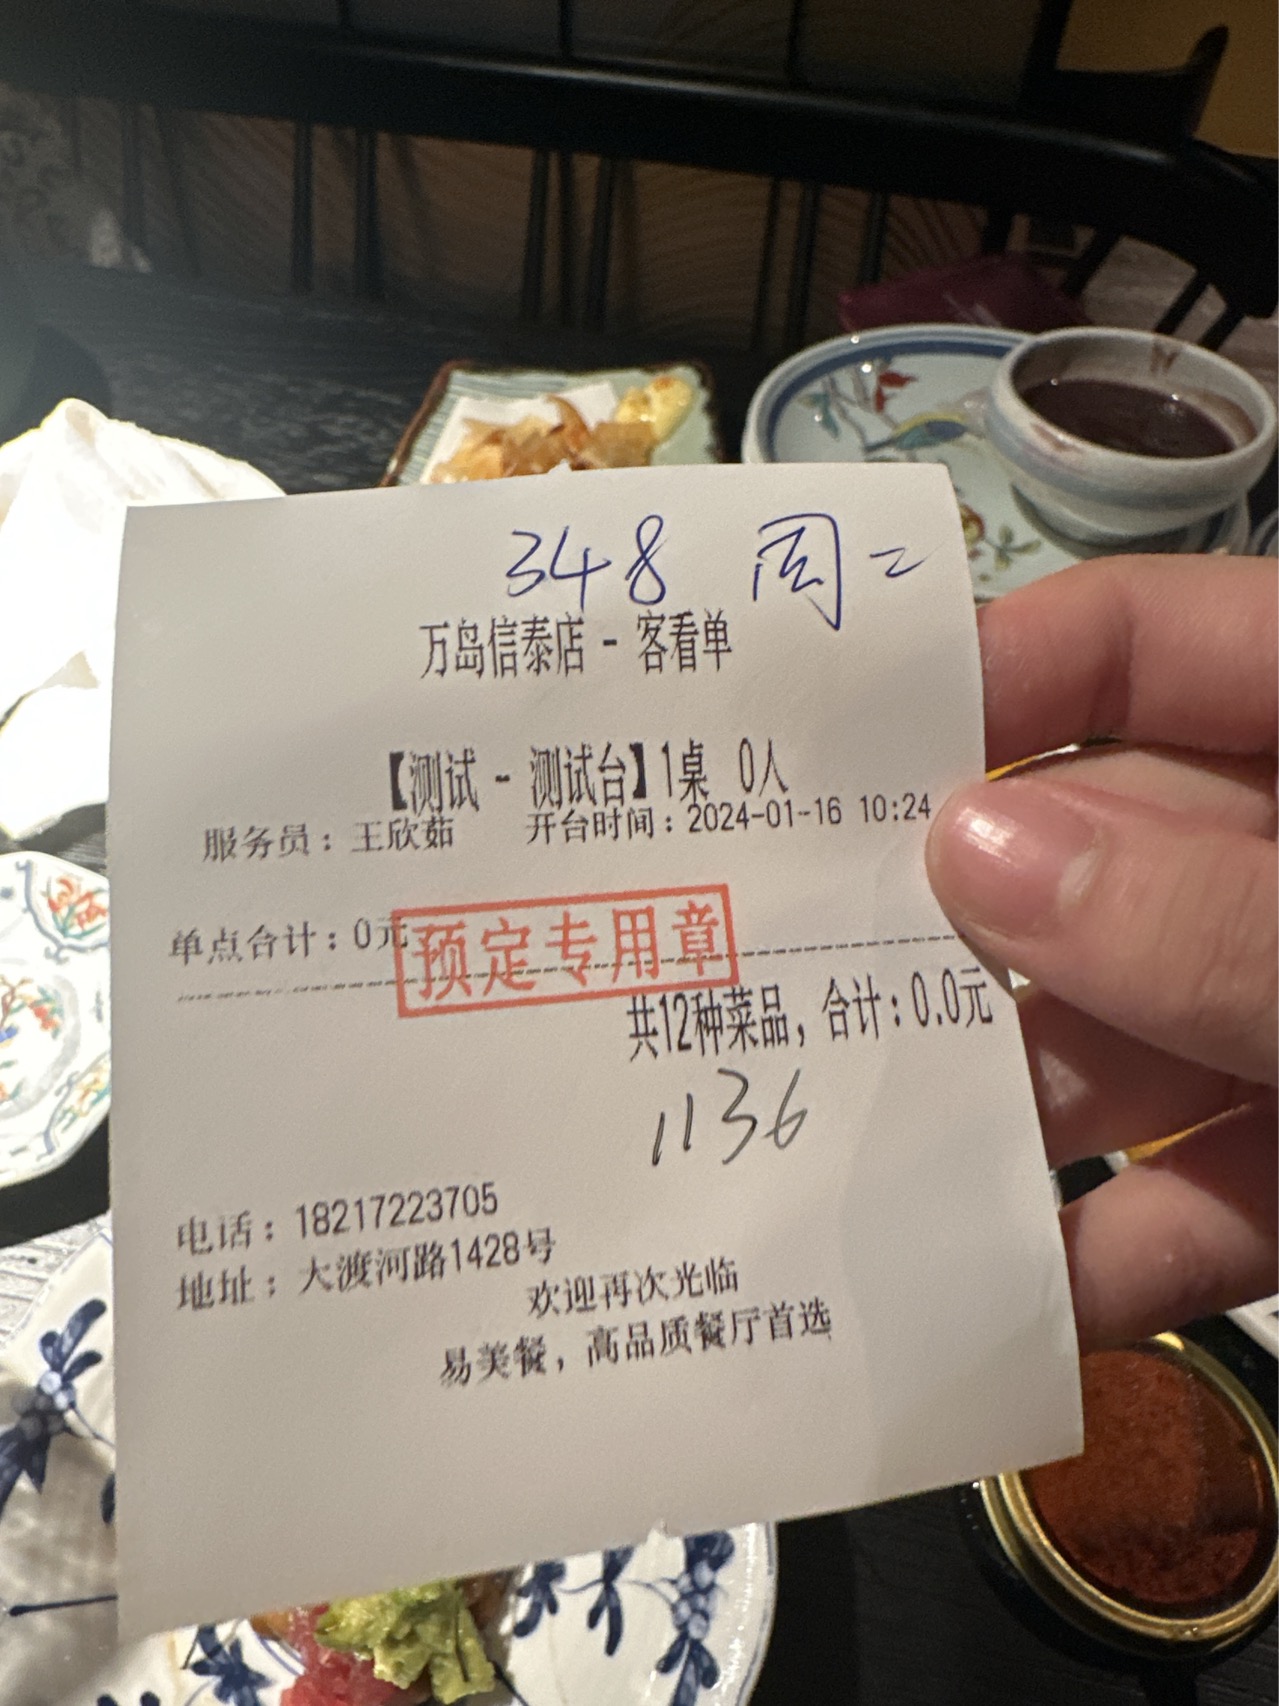 348 周二
万岛信泰店 - 客看单
【测试 - 测试台】1桌 0人
服务员：王欣茹 开台时间：2024-01-16 10:24
单点合计：0元
预定专用章
共12种菜品，合计：0.0元
1136
电话：18217223705
地址：大渡河路1428号
欢迎再次光临
易美餐，高品质餐厅首选